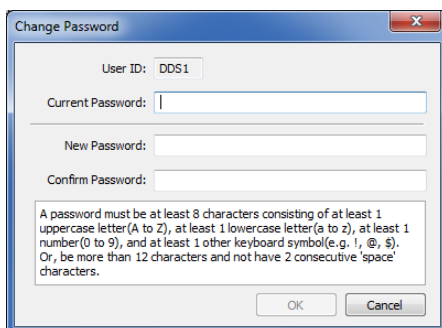 Change Password
User ID: DDS1
Current Password:
New Password:
Confirm Password:
A password must be at least 8 characters consisting of at least 1
uppercase letter(A to Z), at least 1 lowercase letter(a to z), at least 1
number(0 to 9), and at least 1 other keyboard symbol(e.g. !, @, $).
Or, be more than 12 characters and not have 2 consecutive 'space'
characters.
OK Cancel